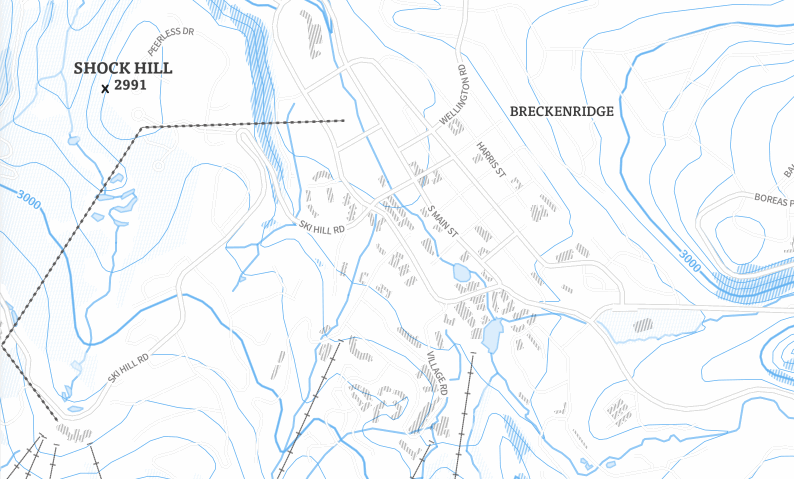 PEERLESS DR
SHOCK HILL
2991
WELLINGTON RD
BRECKENRIDGE
HARRIS ST
3000
BOREAS P
BA
S MAIN ST
SKI HILL RD
3000
VILLAGE RD
SKI HILL RD